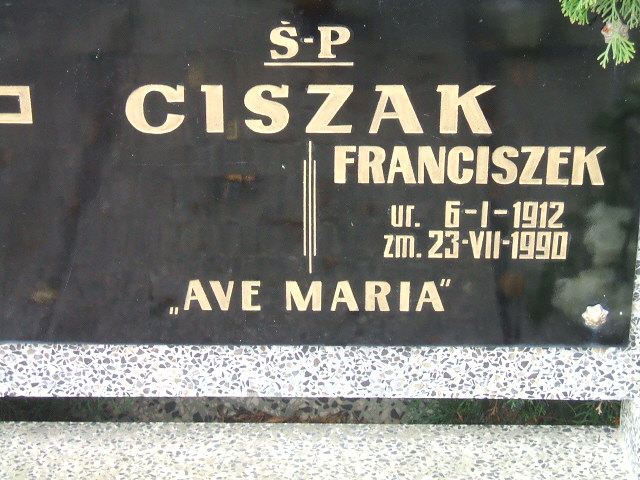 Ś-P
CISZAK
FRANCISZEK
ur. 6-I-1912
zm. 23-VII-1990
„AVE MARIA"